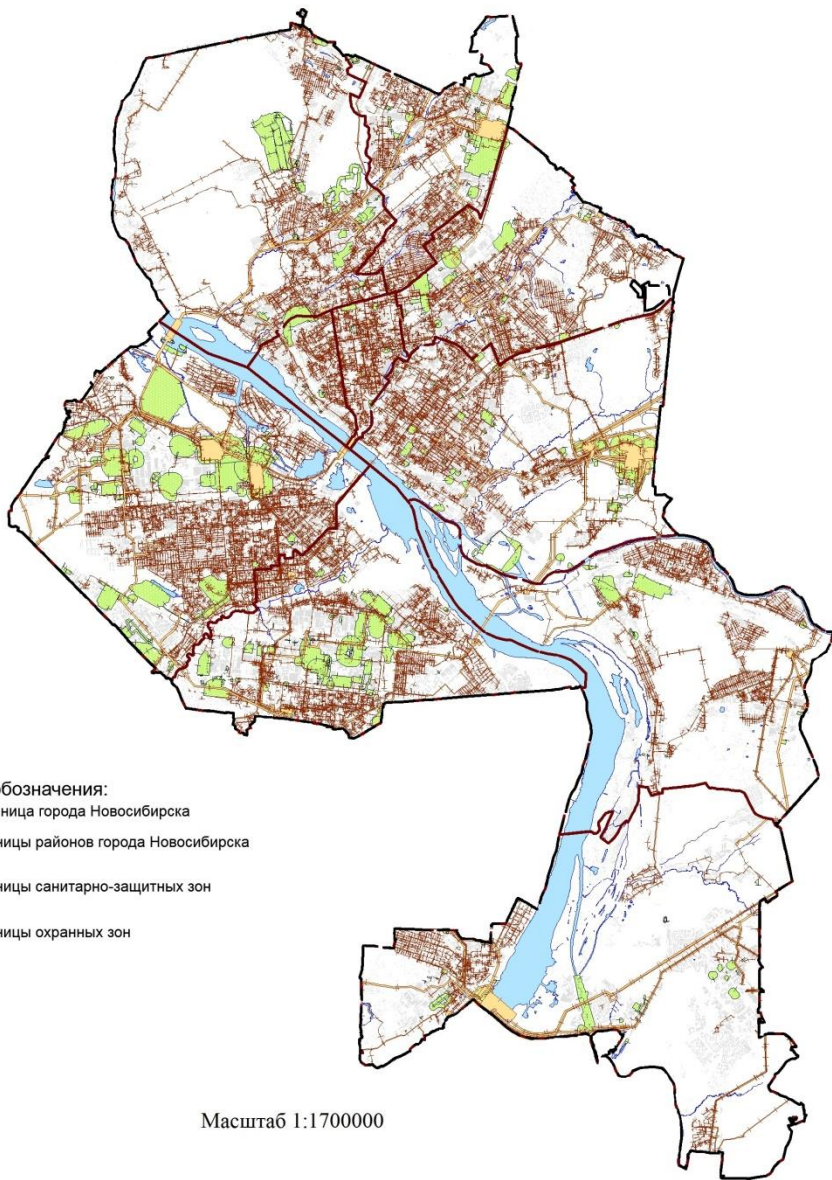 обозначения:
ница города Новосибирска
ницы районов города Новосибирска
ницы санитарно-защитных зон
ницы охранных зон
Масштаб 1:1700000